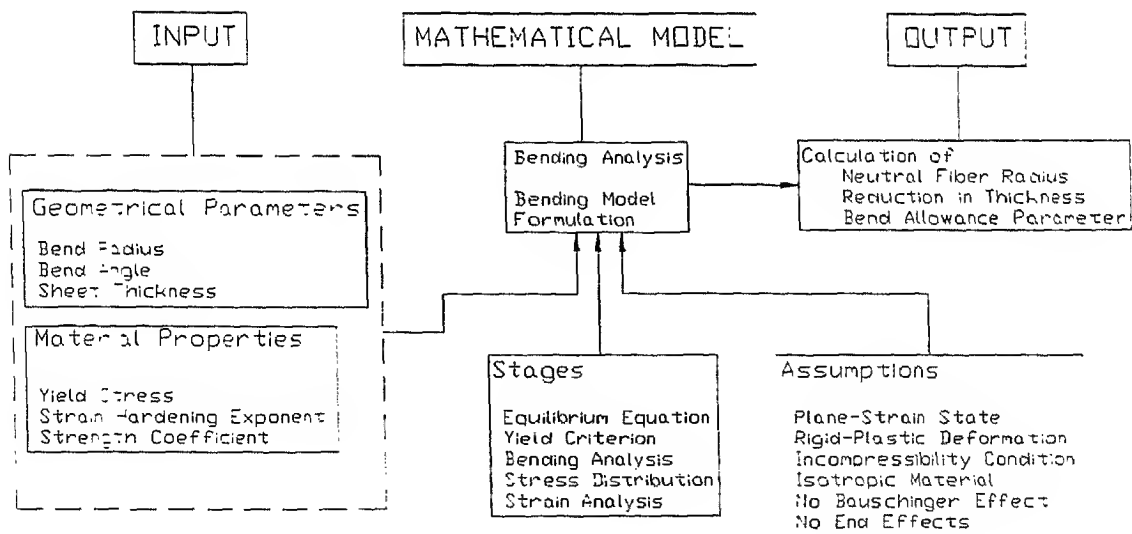 INPUT
MATHEMATICAL MODEL
OUTPUT
Geometrical Parameters
Bend Radius
Bend Angle
Sheet Thickness
Material Properties
Yield Stress
Strain Hardening Exponent
Strength Coefficient
Bending Analysis
Bending Model
Formulation
Calculation of
Neutral Fiber Radius
Reduction in Thickness
Bend Allowance Parameter
Stages
Equilibrium Equation
Yield Criterion
Bending Analysis
Stress Distribution
Strain Analysis
Assumptions
Plane-Strain State
Rigid-Plastic Deformation
Incompressibility Condition
Isotropic Material
No Bauschinger Effect
No End Effects